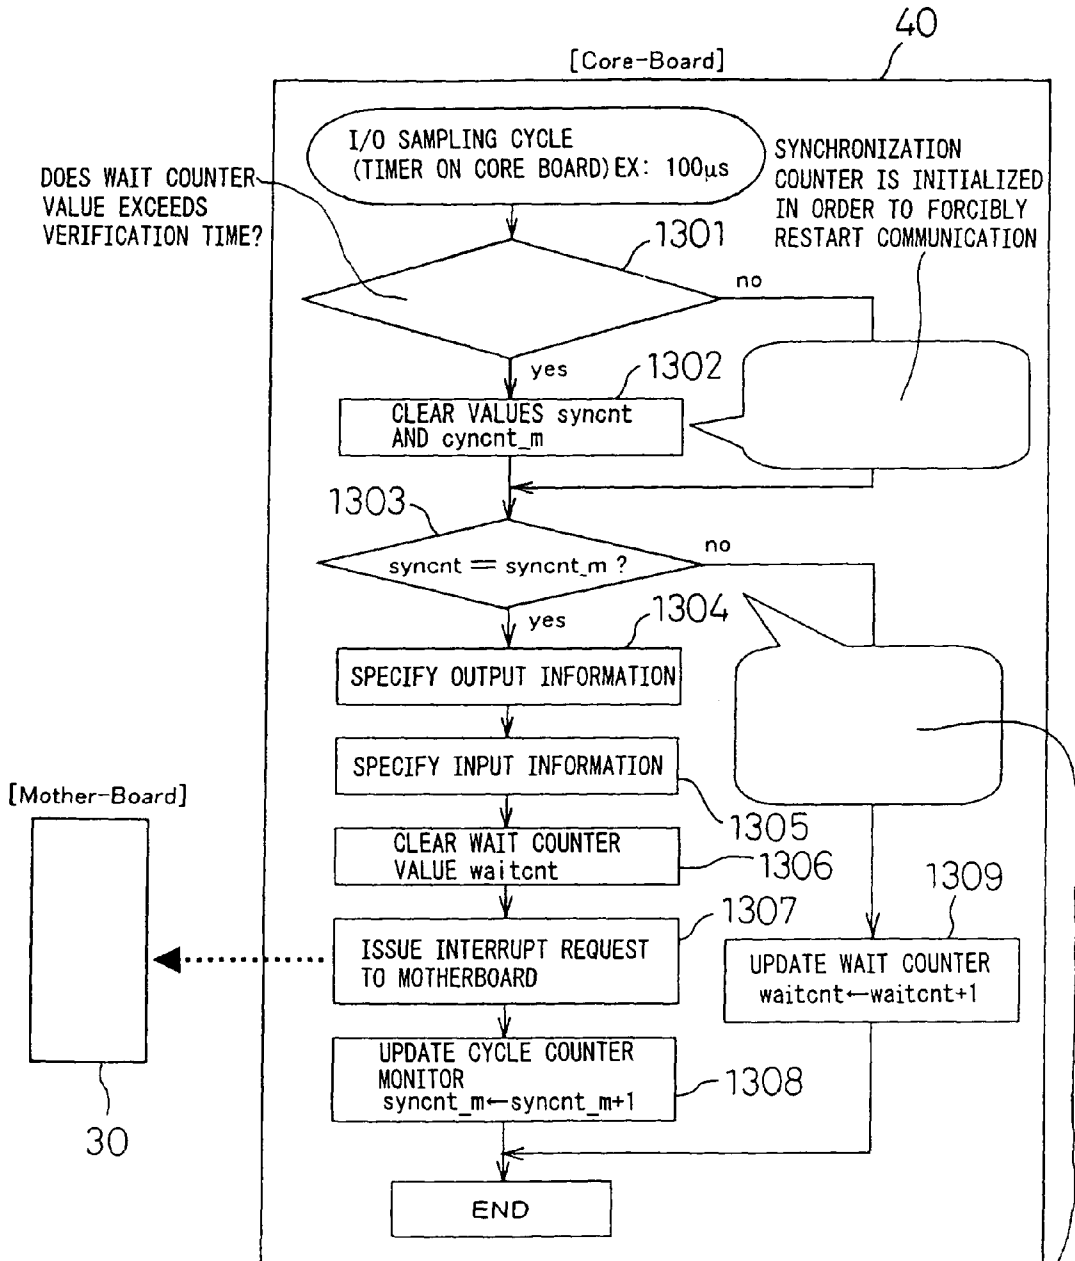 40
[Core-Board]
I/O SAMPLING CYCLE
(TIMER ON CORE BOARD) EX: 100μs
SYNCHRONIZATION
COUNTER IS INITIALIZED
IN ORDER TO FORCIBLY
RESTART COMMUNICATION
DOES WAIT COUNTER
VALUE EXCEEDS
VERIFICATION TIME?
1301
no
yes
1302
CLEAR VALUES syncnt
AND cyncnt_m
1303
syncnt == syncnt_m ?
no
yes
1304
SPECIFY OUTPUT INFORMATION
SPECIFY INPUT INFORMATION
1305
[Mother-Board]
CLEAR WAIT COUNTER
VALUE waitcnt
1306
1307
ISSUE INTERRUPT REQUEST
TO MOTHERBOARD
1309
UPDATE WAIT COUNTER
waitcnt←waitcnt+1
UPDATE CYCLE COUNTER
MONITOR
syncnt_m←syncnt_m+1
1308
30
END